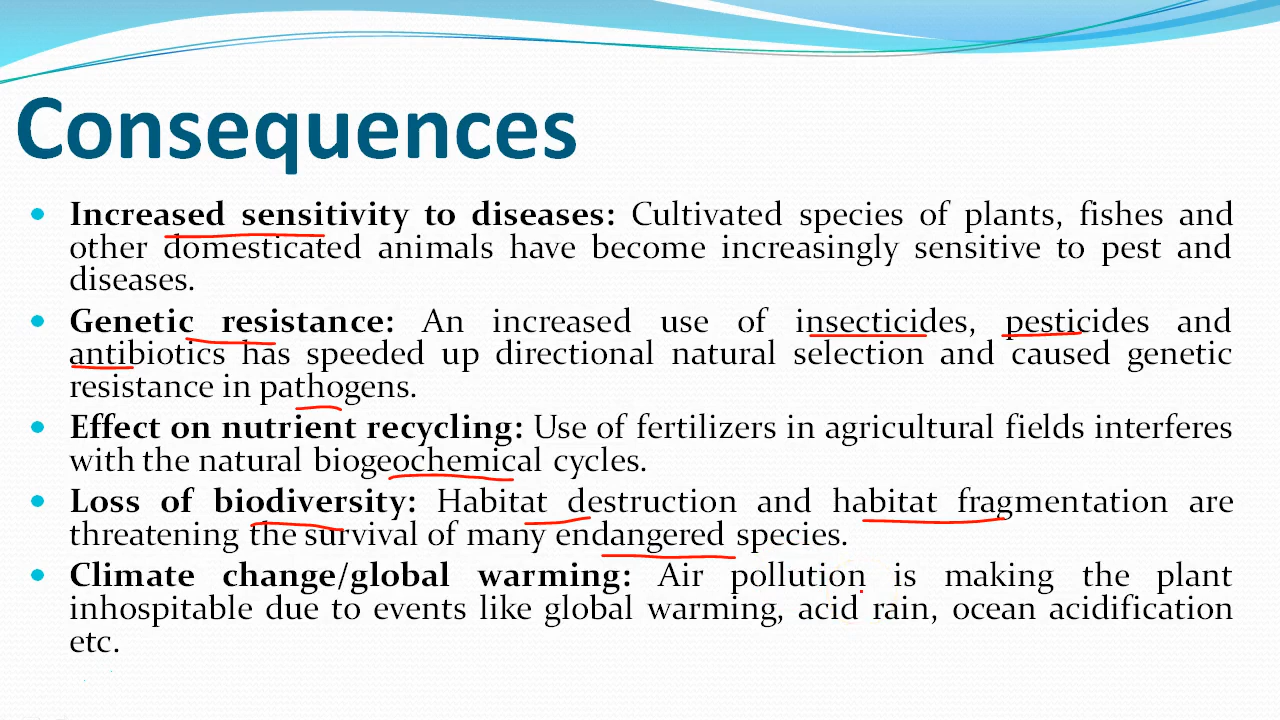 Consequences
• Increased sensitivity to diseases: Cultivated species of plants, fishes and
other domesticated animals have become increasingly sensitive to pest and
diseases.
• Genetic resistance: An increased use of insecticides, pesticides and
antibiotics has speeded up directional natural selection and caused genetic
resistance in pathogens.
• Effect on nutrient recycling: Use of fertilizers in agricultural fields interferes
with the natural biogeochemical cycles.
• Loss of biodiversity: Habitat destruction and habitat fragmentation are
threatening the survival of many endangered species.
• Climate change/global warming: Air pollution is making the plant
inhospitable due to events like global warming, acid rain, ocean acidification
etc.